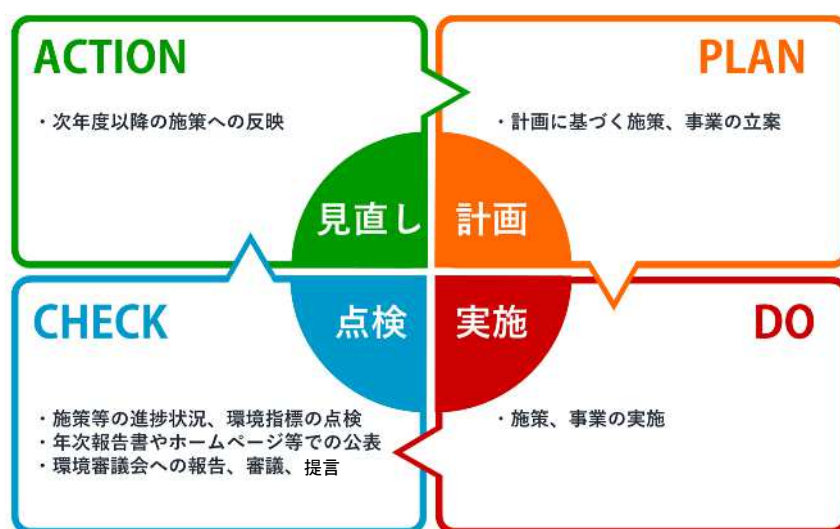 ACTION
・次年度以降の施策への反映
見直し
PLAN
・計画に基づく施策、事業の立案
計画
CHECK
点検
・施策等の進捗状況、環境指標の点検
・年次報告書やホームページ等での公表
・環境審議会への報告、審議、提言
DO
実施
・施策、事業の実施